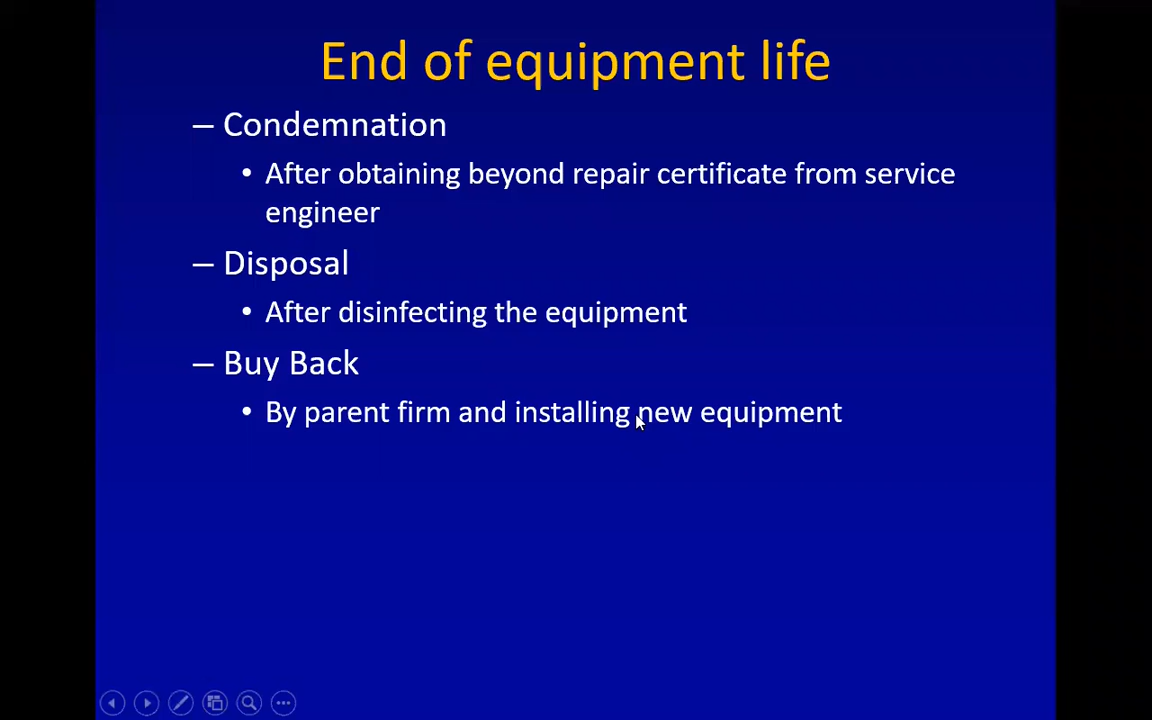 End of equipment life
– Condemnation
• After obtaining beyond repair certificate from service
engineer
– Disposal
• After disinfecting the equipment
– Buy Back
• By parent firm and installing new equipment